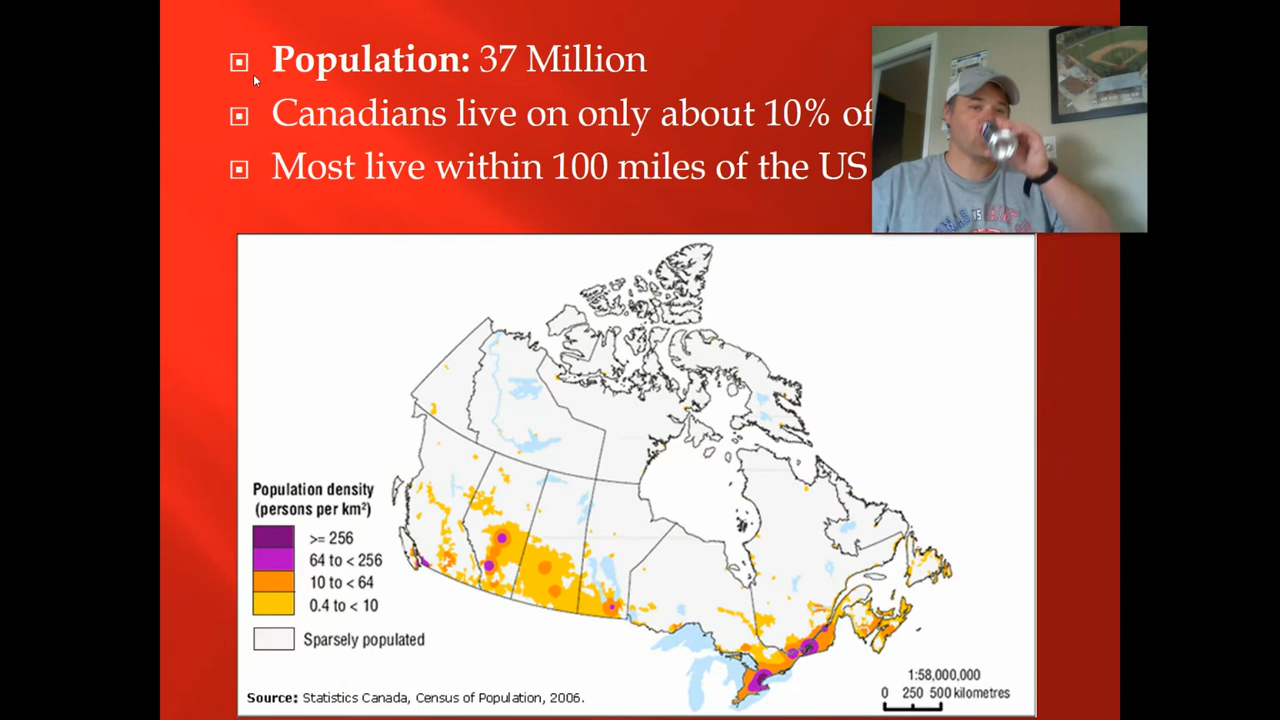 Population: 37 Million
Canadians live on only about 10% of
Most live within 100 miles of the US
Population density
(persons per km²)
>= 256
64 to < 256
10 to < 64
0.4 to < 10
Sparsely populated
1:58,000,000
0 250 500 kilometres
Source: Statistics Canada, Census of Population, 2006.